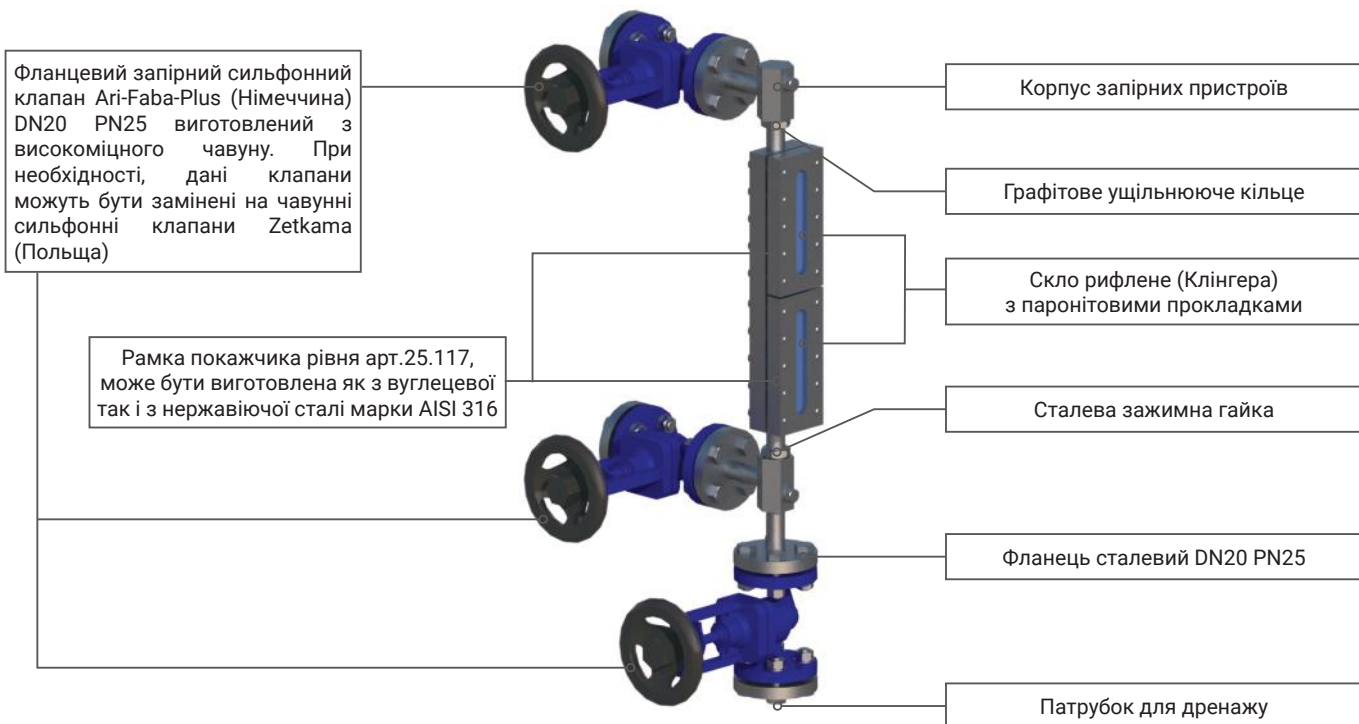 Фланцевий запірний сильфонний
клапан Ari-Faba-Plus (Німеччина)
DN20 PN25 виготовлений з
високоміцного чавуну. При
необхідності, дані клапани
можуть бути замінені на чавунні
сильфонні клапани Zetkama
(Польща)
Рамка покажчика рівня арт.25.117,
може бути виготовлена як з вуглецевої
так і з нержавіючої сталі марки AISI 316
Корпус запірних пристроїв
Графітове ущільнююче кільце
Скло рифлене (Клінгера)
з паронітовими прокладками
Сталева зажимна гайка
Фланець сталевий DN20 PN25
Патрубок для дренажу